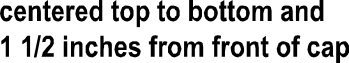 centered top to bottom and
1 1/2 inches from front of cap